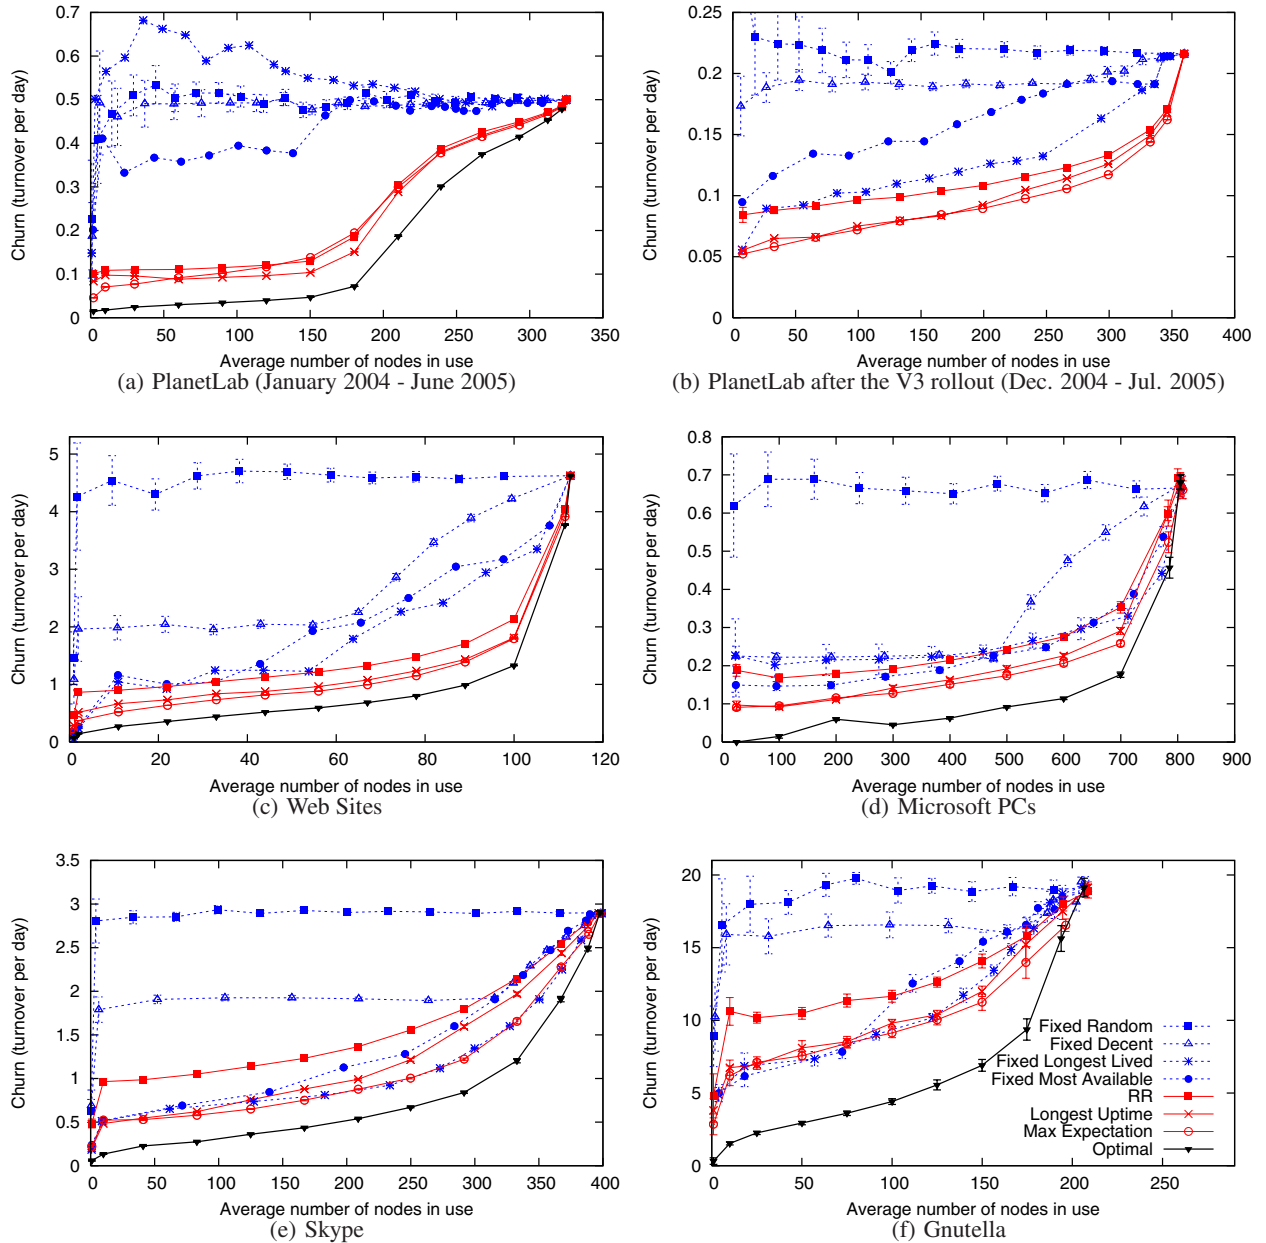 0.7
0.6
0.5
0.4
0.3
0.2
0.1
0
0 50 100 150 200 250 300 350
Churn (turnover per day)
Average number of nodes in use
(a) PlanetLab (January 2004 - June 2005)
0.25
0.2
0.15
0.1
0.05
0
0 50 100 150 200 250 300 350 400
Churn (turnover per day)
Average number of nodes in use
(b) PlanetLab after the V3 rollout (Dec. 2004 - Jul. 2005)
5
4
3
2
1
0
0 20 40 60 80 100 120
Churn (turnover per day)
Average number of nodes in use
(c) Web Sites
0.8
0.7
0.6
0.5
0.4
0.3
0.2
0.1
0
0 100 200 300 400 500 600 700 800 900
Churn (turnover per day)
Average number of nodes in use
(d) Microsoft PCs
3.5
3
2.5
2
1.5
1
0.5
0
0 50 100 150 200 250 300 350 400
Churn (turnover per day)
Average number of nodes in use
(e) Skype
20
15
10
5
0
0 50 100 150 200 250
Churn (turnover per day)
Average number of nodes in use
Fixed Random
Fixed Decent
Fixed Longest Lived
Fixed Most Available
RR
Longest Uptime
Max Expectation
Optimal
(f) Gnutella